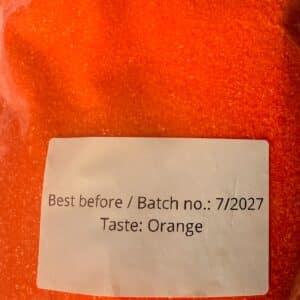 Best before / Batch no.: 7/2027
Taste: Orange